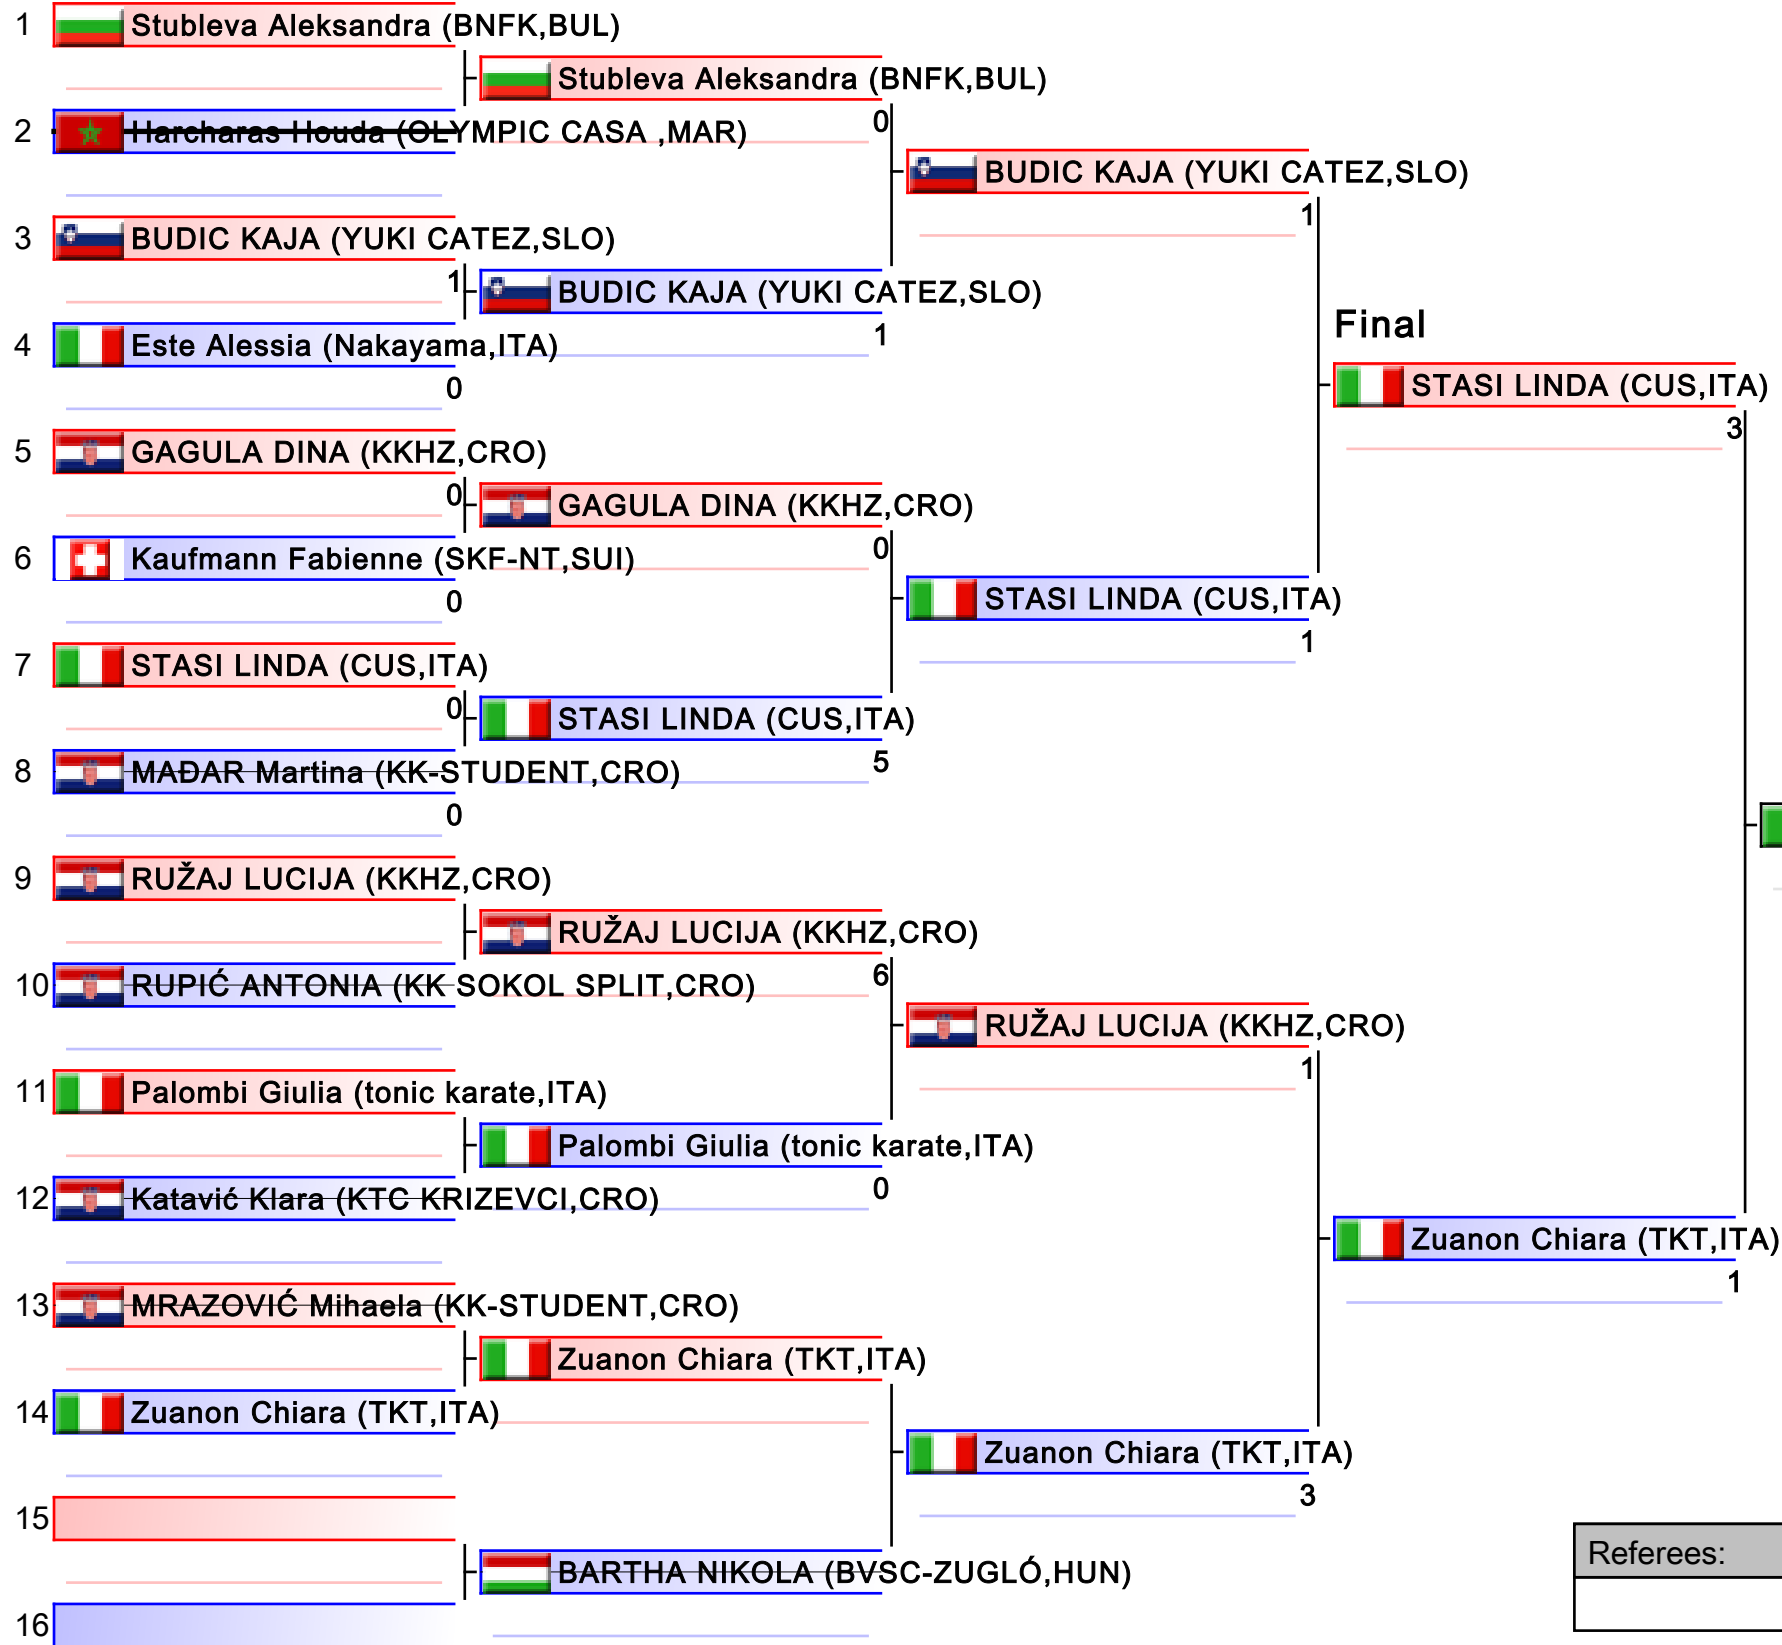 1 Stubleva Aleksandra (BNFK,BUL)
Stubleva Aleksandra (BNFK,BUL)
0
2 Harcharas Houda (OLYMPIC CASA ,MAR)
BUDIC KAJA (YUKI CATEZ,SLO)
1
3 BUDIC KAJA (YUKI CATEZ,SLO)
1
BUDIC KAJA (YUKI CATEZ,SLO)
1
Final
4 Este Alessia (Nakayama,ITA)
0
STASI LINDA (CUS,ITA)
3
5 GAGULA DINA (KKHZ,CRO)
0
GAGULA DINA (KKHZ,CRO)
0
6 Kaufmann Fabienne (SKF-NT,SUI)
0
STASI LINDA (CUS,ITA)
1
7 STASI LINDA (CUS,ITA)
0
STASI LINDA (CUS,ITA)
5
8 MAĐAR Martina (KK-STUDENT,CRO)
0
9 RUŽAJ LUCIJA (KKHZ,CRO)
RUŽAJ LUCIJA (KKHZ,CRO)
6
10 RUPIĆ ANTONIA (KK SOKOL SPLIT,CRO)
RUŽAJ LUCIJA (KKHZ,CRO)
1
11 Palombi Giulia (tonic karate,ITA)
Palombi Giulia (tonic karate,ITA)
0
12 Katavić Klara (KTC KRIZEVCI,CRO)
Zuanon Chiara (TKT,ITA)
1
13 MRAZOVIĆ Mihaela (KK-STUDENT,CRO)
Zuanon Chiara (TKT,ITA)
14 Zuanon Chiara (TKT,ITA)
Zuanon Chiara (TKT,ITA)
3
15
Referees:
BARTHA NIKOLA (BVSC-ZUGLÓ,HUN)
16